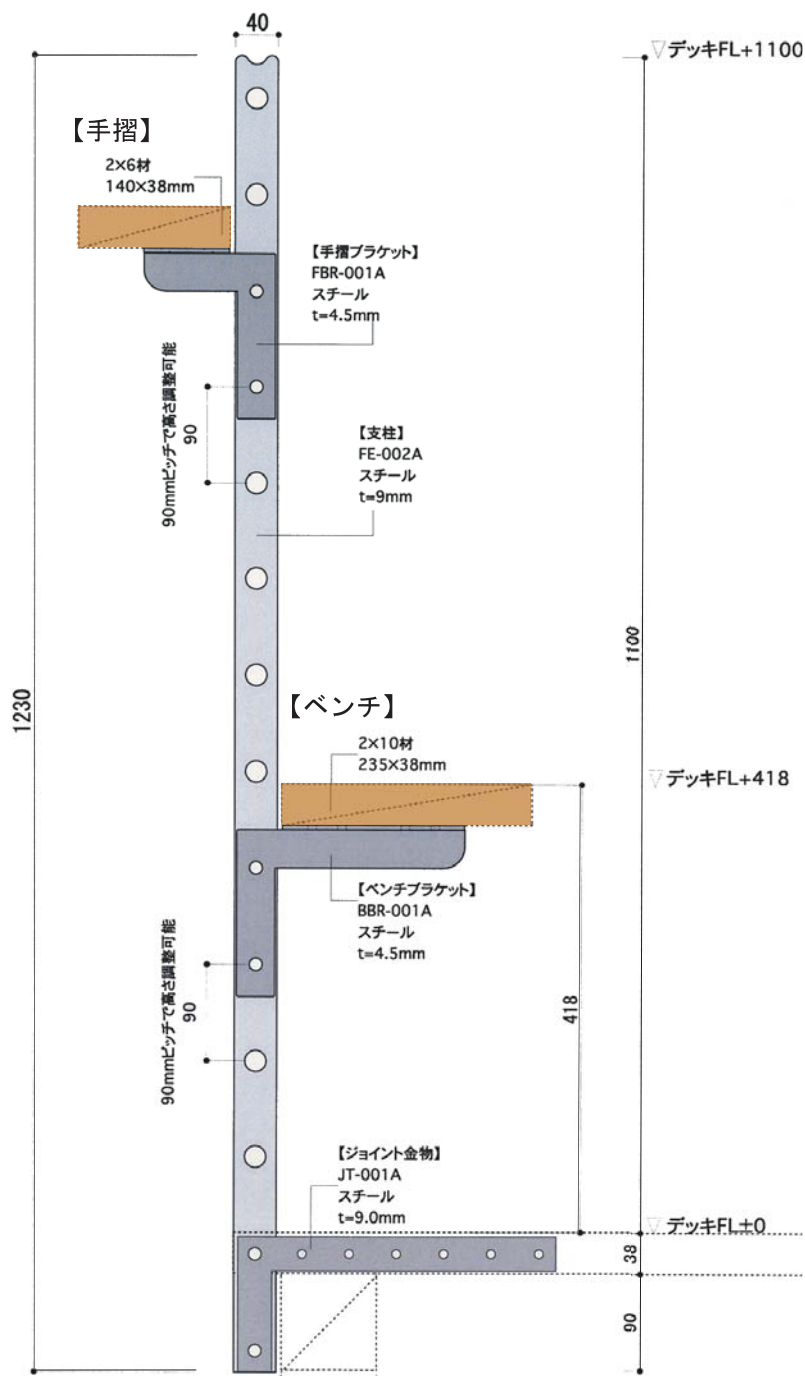 40
▽デッキFL+1100
【手摺】
2×6材
140×38mm
【手摺ブラケット】
FBR-001A
スチール
t=4.5mm
90mmピッチで高さ調整可能
90
【支柱】
FE-002A
スチール
t=9mm
1100
1230
【ベンチ】
2×10材
235×38mm
▽デッキFL+418
【ベンチブラケット】
BBR-001A
スチール
t=4.5mm
90mmピッチで高さ調整可能
90
418
【ジョイント金物】
JT-001A
スチール
t=9.0mm
▽デッキFL±0
38
90